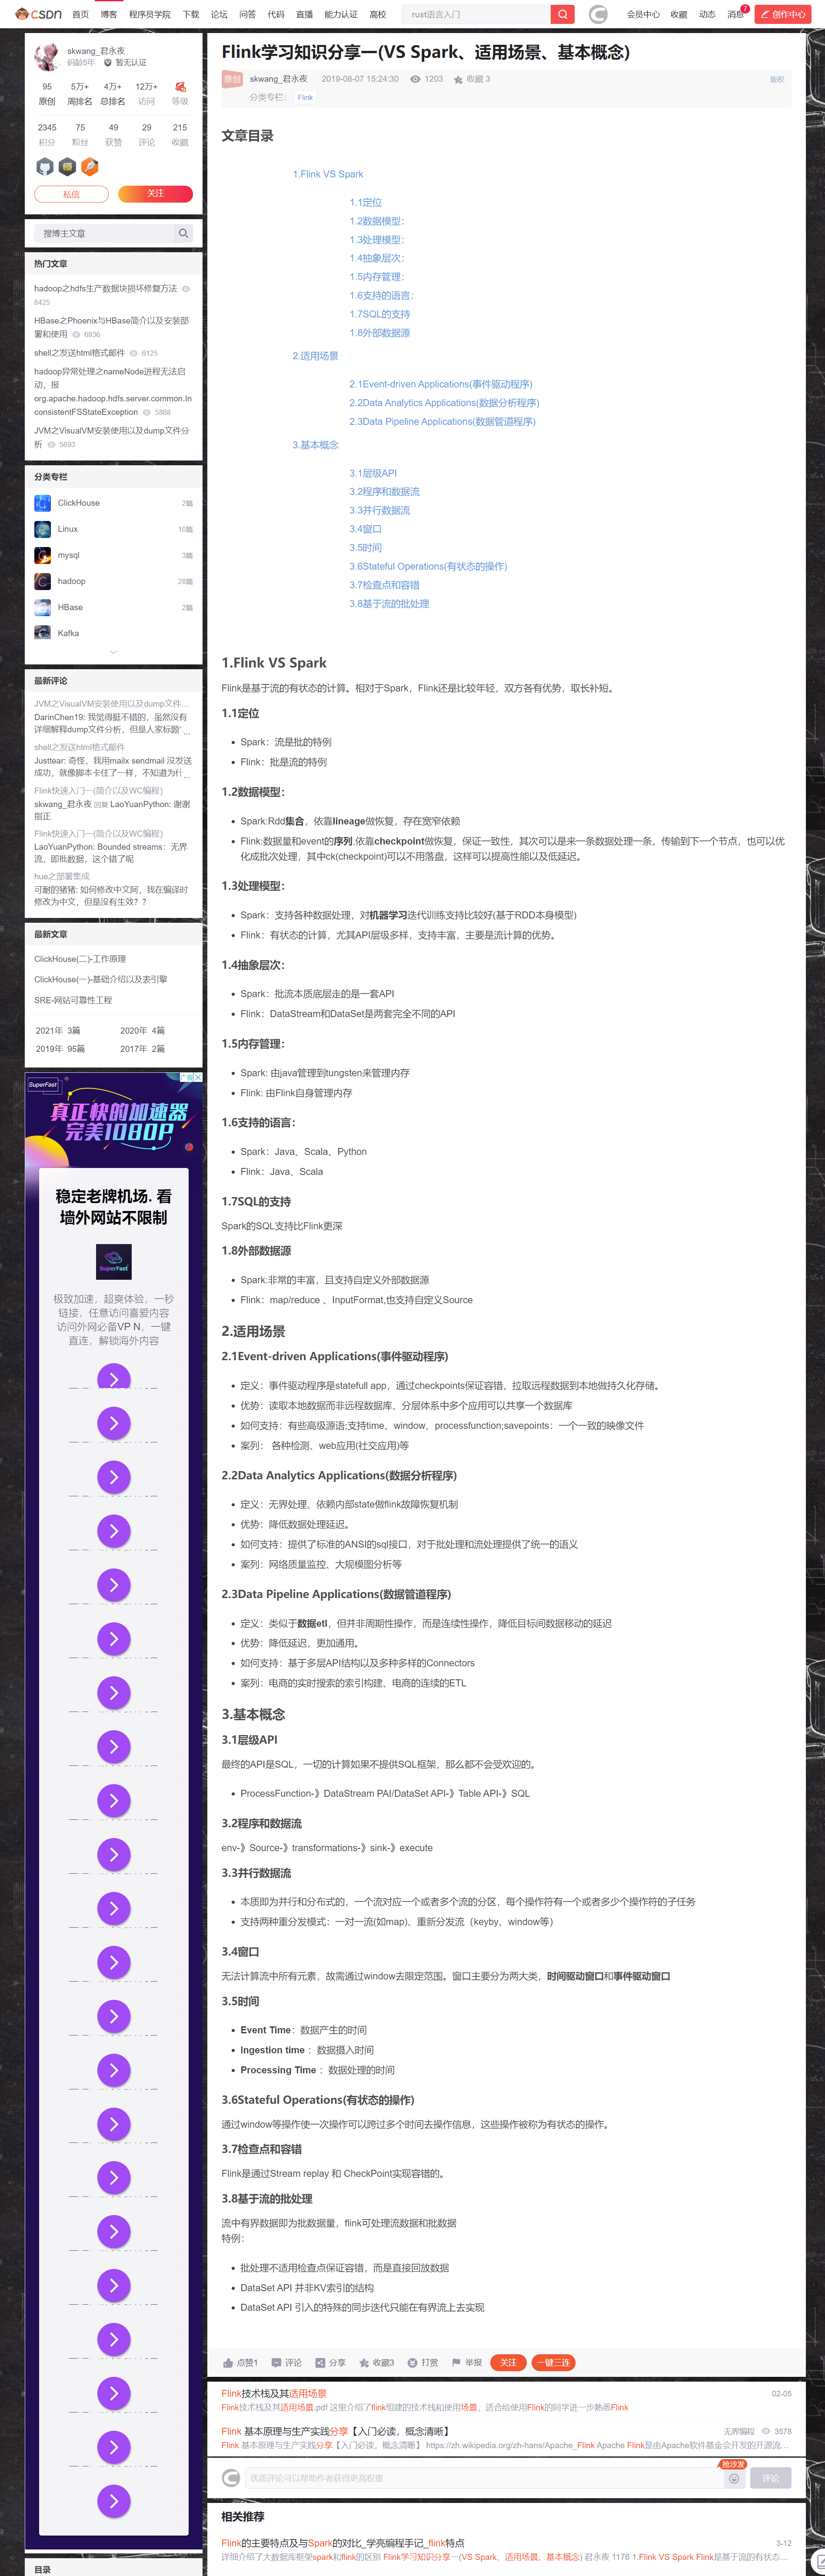 CSDN 首页 博客 程序员学院 下载 论坛 问答 代码 直播 能力认证 高校 rust语言入门 会员中心 收藏 动态 消息 7 创作中心
skwang_君永夜
码龄5年 暂无认证
95 5万+ 4万+ 12万+
原创 周排名 总排名 访问 等级
2345 75 49 29 215
积分 粉丝 获赞 评论 收藏
私信 关注
搜博主文章
热门文章
hadoop之hdfs生产数据块损坏修复方法 8425
HBase之Phoenix与HBase简介以及安装部署和使用 6936
shell之发送html格式邮件 6125
hadoop异常处理之nameNode进程无法启动，报
org.apache.hadoop.hdfs.server.common.In
consistentFSStateException 5868
JVM之VisualVM安装使用以及dump文件分析 5693
分类专栏
ClickHouse 2篇
Linux 10篇
mysql 3篇
hadoop 28篇
HBase 2篇
Kafka
最新评论
JVM之VisualVM安装使用以及dump文件…
DarinChen19: 我觉得挺不错的，虽然没有
详细解释dump文件分析，但是人家标题 ...
shell之发送html格式邮件
Justtear: 奇怪，我用mailx sendmail 没发送
成功，就像脚本卡住了一样，不知道为什 ...
Flink快速入门一(简介以及WC编程)
skwang_君永夜 回复 LaoYuanPython: 谢谢
指正
Flink快速入门一(简介以及WC编程)
LaoYuanPython: Bounded streams：无界
流，即批数据，这个错了呢
hue之部署集成
可耐的猪猪: 如何修改中文阿，我在编译时
修改为中文，但是没有生效？？
最新文章
ClickHouse(二)-工作原理
ClickHouse(一)-基础介绍以及表引擎
SRE-网站可靠性工程
2021年 3篇 2020年 4篇
2019年 95篇 2017年 2篇
广告
SuperFast
真正快的加速器
完美1080P
稳定老牌机场. 看
墙外网站不限制
SuperFast
极致加速，超爽体验，一秒
链接，任意访问喜爱内容
访问外网必备VP N，一键
直连，解锁海外内容
目录
Flink学习知识分享一(VS Spark、适用场景、基本概念)
原创 skwang_君永夜 2019-08-07 15:24:30 1203 收藏 3 版权
分类专栏： Flink
文章目录
1.Flink VS Spark
1.1定位
1.2数据模型：
1.3处理模型：
1.4抽象层次：
1.5内存管理：
1.6支持的语言：
1.7SQL的支持
1.8外部数据源
2.适用场景
2.1Event-driven Applications(事件驱动程序)
2.2Data Analytics Applications(数据分析程序)
2.3Data Pipeline Applications(数据管道程序)
3.基本概念
3.1层级API
3.2程序和数据流
3.3并行数据流
3.4窗口
3.5时间
3.6Stateful Operations(有状态的操作)
3.7检查点和容错
3.8基于流的批处理
1.Flink VS Spark
Flink是基于流的有状态的计算。相对于Spark，Flink还是比较年轻，双方各有优势，取长补短。
1.1定位
Spark：流是批的特例
Flink：批是流的特例
1.2数据模型：
Spark:Rdd集合，依靠lineage做恢复，存在宽窄依赖
Flink:数据量和event的序列,依靠checkpoint做恢复，保证一致性，其次可以是来一条数据处理一条，传输到下一个节点，也可以优
化成批次处理，其中ck(checkpoint)可以不用落盘，这样可以提高性能以及低延迟。
1.3处理模型：
Spark：支持各种数据处理，对机器学习迭代训练支持比较好(基于RDD本身模型)
Flink：有状态的计算，尤其API层级多样，支持丰富，主要是流计算的优势。
1.4抽象层次：
Spark：批流本质底层走的是一套API
Flink：DataStream和DataSet是两套完全不同的API
1.5内存管理：
Spark: 由java管理到tungsten来管理内存
Flink: 由Flink自身管理内存
1.6支持的语言：
Spark：Java、Scala、Python
Flink：Java、Scala
1.7SQL的支持
Spark的SQL支持比Flink更深
1.8外部数据源
Spark:非常的丰富，且支持自定义外部数据源
Flink：map/reduce 、InputFormat,也支持自定义Source
2.适用场景
2.1Event-driven Applications(事件驱动程序)
定义：事件驱动程序是statefull app，通过checkpoints保证容错，拉取远程数据到本地做持久化存储。
优势：读取本地数据而非远程数据库、分层体系中多个应用可以共享一个数据库
如何支持：有些高级源语;支持time、window、processfunction;savepoints：一个一致的映像文件
案列： 各种检测、web应用(社交应用)等
2.2Data Analytics Applications(数据分析程序)
定义：无界处理、依赖内部state做flink故障恢复机制
优势：降低数据处理延迟。
如何支持：提供了标准的ANSI的sql接口，对于批处理和流处理提供了统一的语义
案列：网络质量监控、大规模图分析等
2.3Data Pipeline Applications(数据管道程序)
定义：类似于数据etl，但并非周期性操作，而是连续性操作，降低目标间数据移动的延迟
优势：降低延迟，更加通用。
如何支持：基于多层API结构以及多种多样的Connectors
案列：电商的实时搜索的索引构建、电商的连续的ETL
3.基本概念
3.1层级API
最终的API是SQL，一切的计算如果不提供SQL框架，那么都不会受欢迎的。
ProcessFunction-》DataStream PAI/DataSet API-》Table API-》SQL
3.2程序和数据流
env-》Source-》transformations-》sink-》execute
3.3并行数据流
本质即为并行和分布式的，一个流对应一个或者多个流的分区，每个操作符有一个或者多少个操作符的子任务
支持两种重分发模式：一对一流(如map)、重新分发流（keyby、window等）
3.4窗口
无法计算流中所有元素，故需通过window去限定范围。窗口主要分为两大类，时间驱动窗口和事件驱动窗口
3.5时间
Event Time：数据产生的时间
Ingestion time ：数据摄入时间
Processing Time ：数据处理的时间
3.6Stateful Operations(有状态的操作)
通过window等操作使一次操作可以跨过多个时间去操作信息，这些操作被称为有状态的操作。
3.7检查点和容错
Flink是通过Stream replay 和 CheckPoint实现容错的。
3.8基于流的批处理
流中有界数据即为批数据量，flink可处理流数据和批数据
特例：
批处理不适用检查点保证容错，而是直接回放数据
DataSet API 并非KV索引的结构
DataSet API 引入的特殊的同步迭代只能在有界流上去实现
点赞1 评论 分享 收藏3 打赏 举报 关注 一键三连
Flink技术栈及其适用场景 02-05
Flink技术栈及其适用场景.pdf 这里介绍了flink组建的技术栈和使用场景，适合给使用Flink的同学进一步熟悉Flink
Flink 基本原理与生产实践分享【入门必读，概念清晰】 无界编程 3578
Flink 基本原理与生产实践分享【入门必读，概念清晰】 https://zh.wikipedia.org/zh-hans/Apache_Flink Apache Flink是由Apache软件基金会开发的开源流…
抢沙发
优质评论可以帮助作者获得更高权重 评论
相关推荐
Flink的主要特点及与Spark的对比_学亮编程手记_flink特点 3-12
详细介绍了大数据库框架spark和flink的区别 Flink学习知识分享一(VS Spark、适用场景、基本概念) 君永夜 1176 1.Flink VS Spark Flink是基于流的有状态…